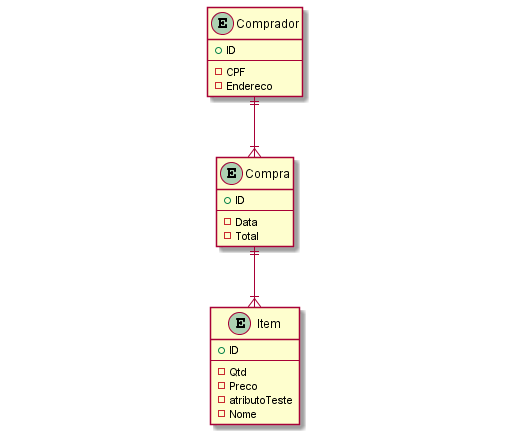 E Comprador
ID
CPF
Endereco
E Compra
ID
Data
Total
E Item
ID
Qtd
Preco
atributoTeste
Nome